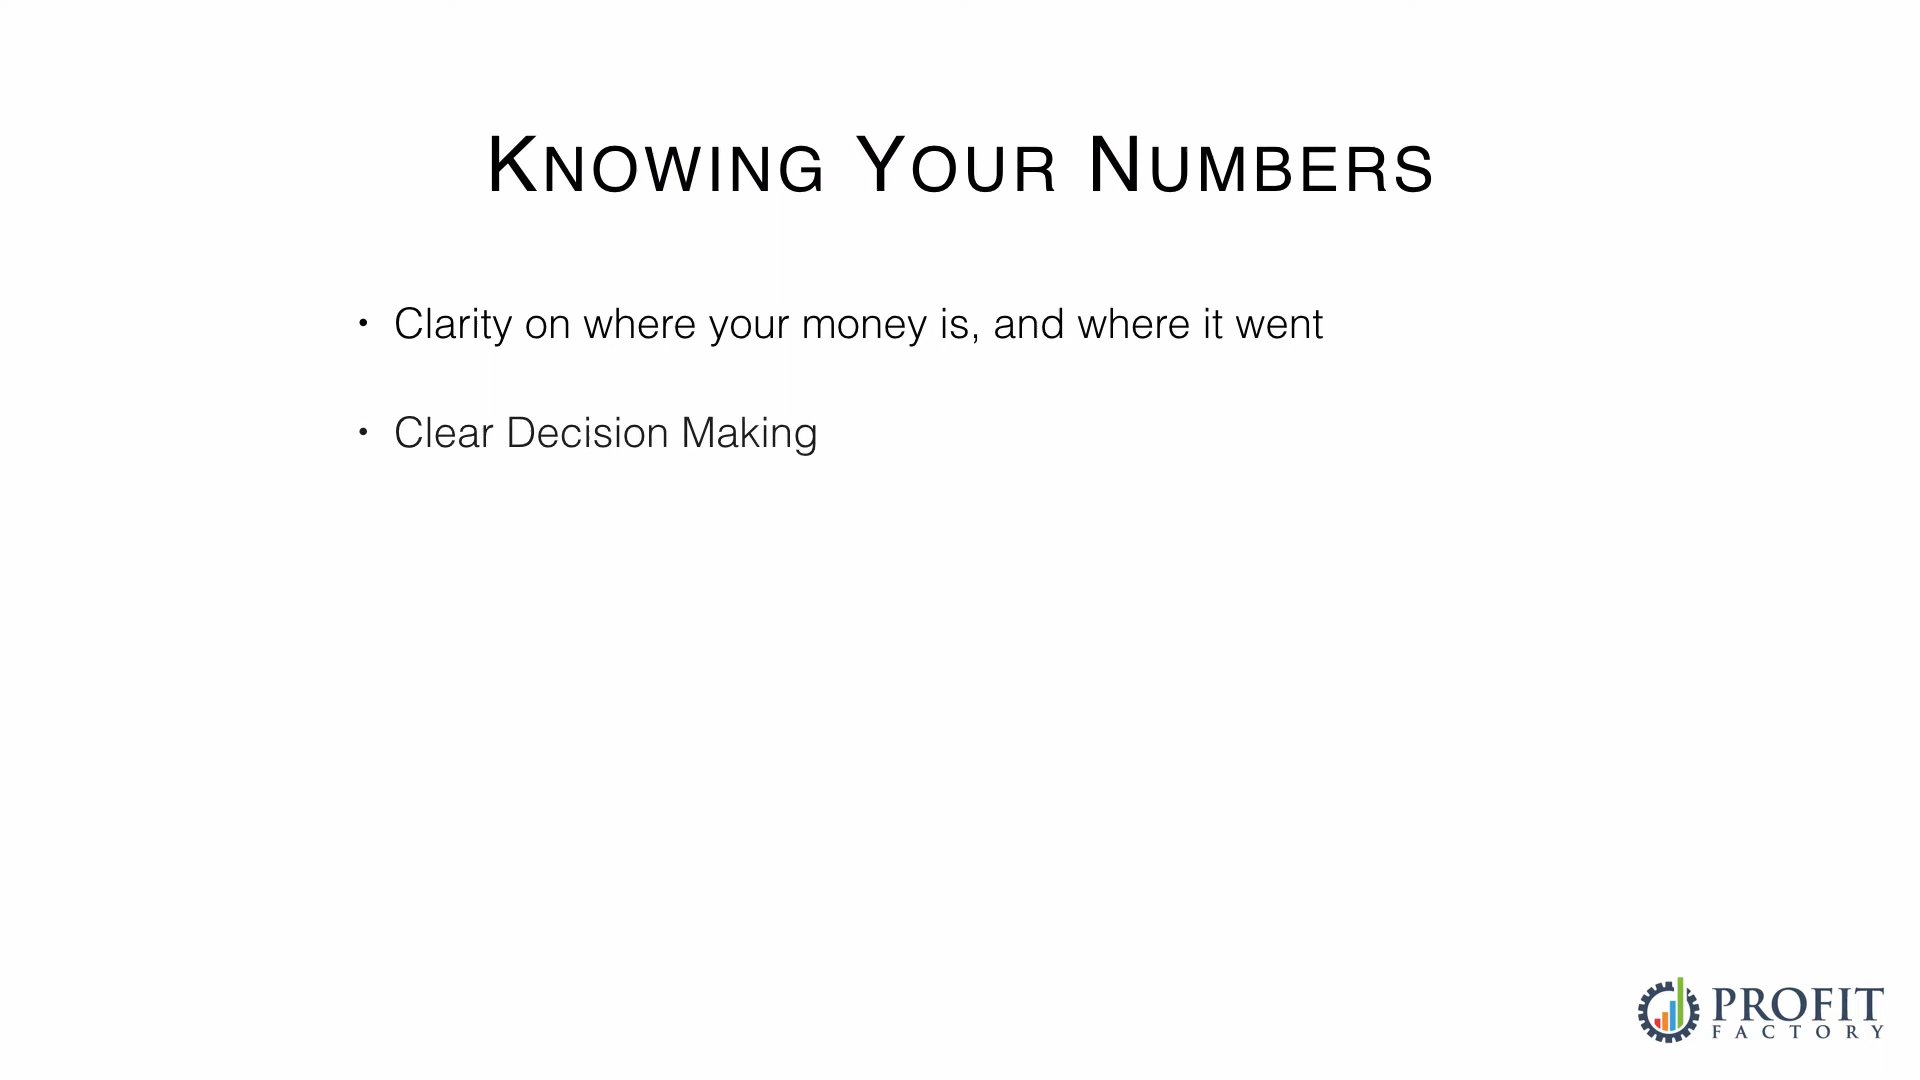 Knowing Your Numbers
• Clarity on where your money is, and where it went
• Clear Decision Making
PROFIT
FACTORY